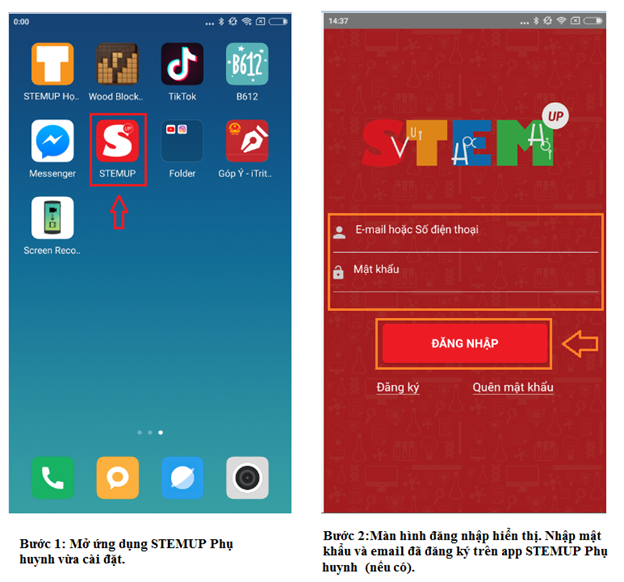 0:00
STEMUP Họ..
Wood Block..
TikTok
B612
B612
Messenger
STEMUP
Folder
Góp Ý - iTrit..
Screen Reco..
Bước 1: Mở ứng dụng STEMUP Phụ
huynh vừa cài đặt.
14:37
STEM UP
E-mail hoặc Số điện thoại
Mật khẩu
ĐĂNG NHẬP
Đăng ký
Quên mật khẩu
Bước 2:Màn hình đăng nhập hiển thị. Nhập mật
khẩu và email đã đăng ký trên app STEMUP Phụ
huynh (nếu có).